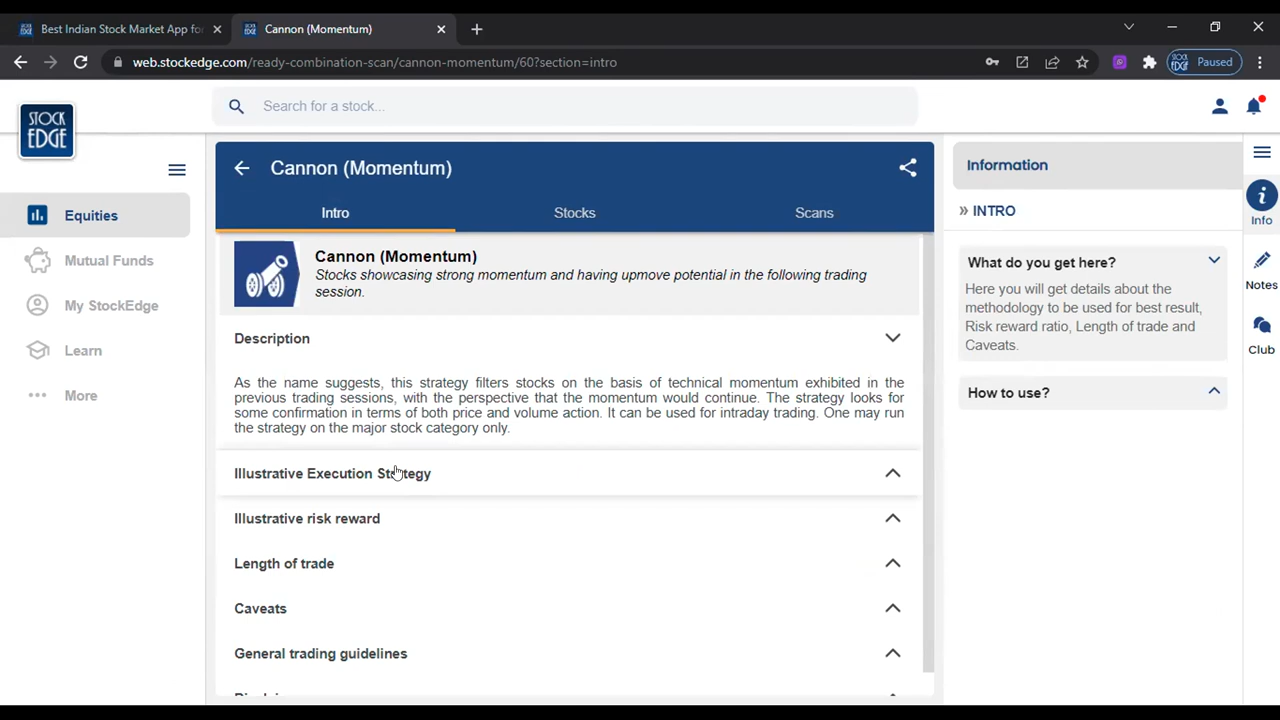 Best Indian Stock Market App for
Cannon (Momentum)
web.stockedge.com/ready-combination-scan/cannon-momentum/60?section=intro
STOCK EDGE
Paused
STOCK
EDGE
Search for a stock...
Equities
Mutual Funds
My StockEdge
Learn
More
Cannon (Momentum)
Intro
Stocks
Scans
Cannon (Momentum)
Stocks showcasing strong momentum and having upmove potential in the following trading
session.
Description
As the name suggests, this strategy filters stocks on the basis of technical momentum exhibited in the
previous trading sessions, with the perspective that the momentum would continue. The strategy looks for
some confirmation in terms of both price and volume action. It can be used for intraday trading. One may run
the strategy on the major stock category only.
Illustrative Execution Strategy
Illustrative risk reward
Length of trade
Caveats
General trading guidelines
Information
» INTRO
What do you get here?
Here you will get details about the
methodology to be used for best result,
Risk reward ratio, Length of trade and
Caveats.
How to use?
Info
Notes
Club